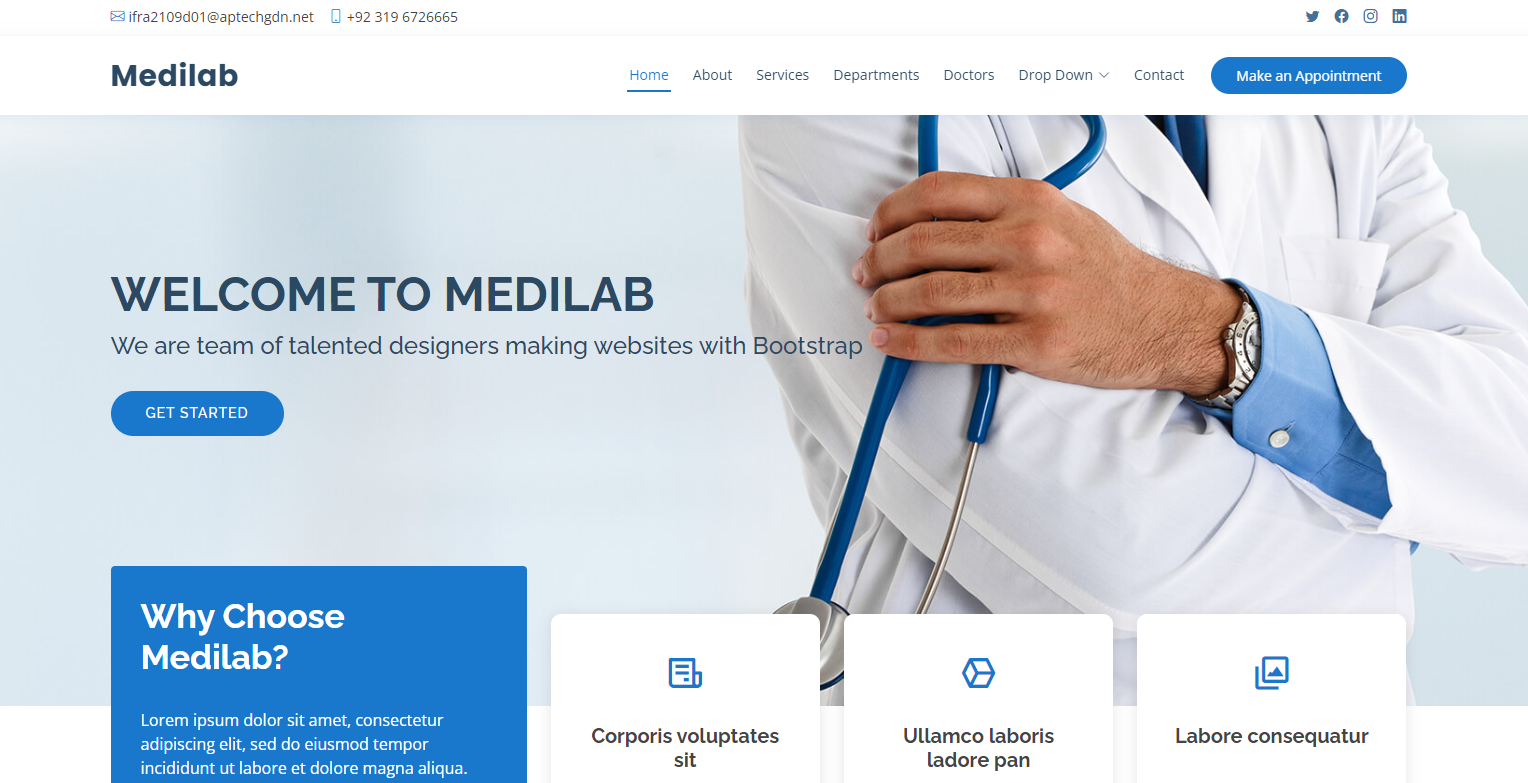 ifra2109d01@aptechgdn.net +92 319 6726665
Medilab
Home About Services Departments Doctors Drop Down Contact Make an Appointment
WELCOME TO MEDILAB
We are team of talented designers making websites with Bootstrap
GET STARTED
Why Choose
Medilab?
Lorem ipsum dolor sit amet, consectetur
adipiscing elit, sed do eiusmod tempor
incididunt ut labore et dolore magna aliqua.
Corporis voluptates
sit
Ullamco laboris
ladore pan
Labore consequatur